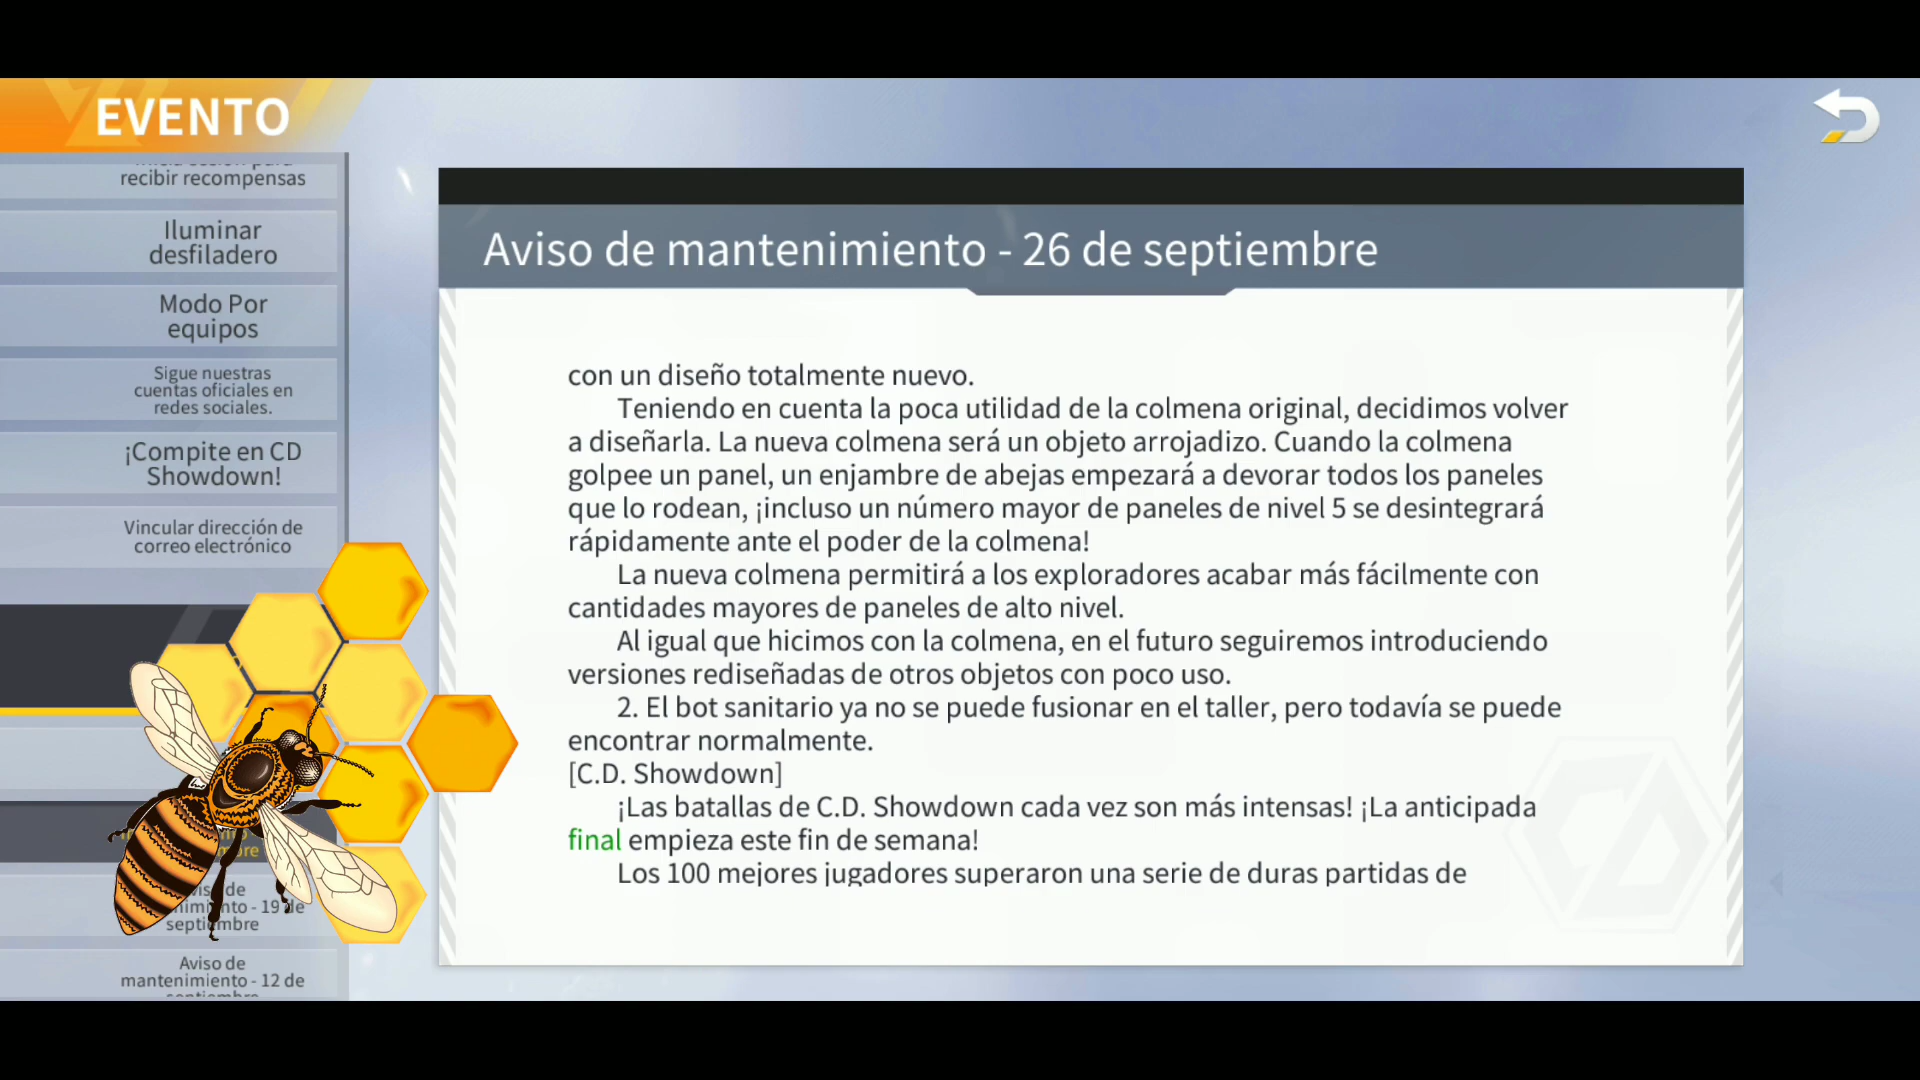 EVENTO
recibir recompensas
Iluminar
desfiladero
Modo Por
equipos
Sigue nuestras
cuentas oficiales en
redes sociales.
¡Compite en CD
Showdown!
Vincular dirección de
correo electrónico
de
- 19 de
septiembre
Aviso de
mantenimiento - 12 de
septiembre
Aviso de mantenimiento - 26 de septiembre
con un diseño totalmente nuevo.
Teniendo en cuenta la poca utilidad de la colmena original, decidimos volver
a diseñarla. La nueva colmena será un objeto arrojadizo. Cuando la colmena
golpee un panel, un enjambre de abejas empezará a devorar todos los paneles
que lo rodean, ¡incluso un número mayor de paneles de nivel 5 se desintegrará
rápidamente ante el poder de la colmena!
La nueva colmena permitirá a los exploradores acabar más fácilmente con
cantidades mayores de paneles de alto nivel.
Al igual que hicimos con la colmena, en el futuro seguiremos introduciendo
versiones rediseñadas de otros objetos con poco uso.
2. El bot sanitario ya no se puede fusionar en el taller, pero todavía se puede
encontrar normalmente.
[C.D. Showdown]
¡Las batallas de C.D. Showdown cada vez son más intensas! ¡La anticipada
final empieza este fin de semana!
Los 100 mejores jugadores superaron una serie de duras partidas de